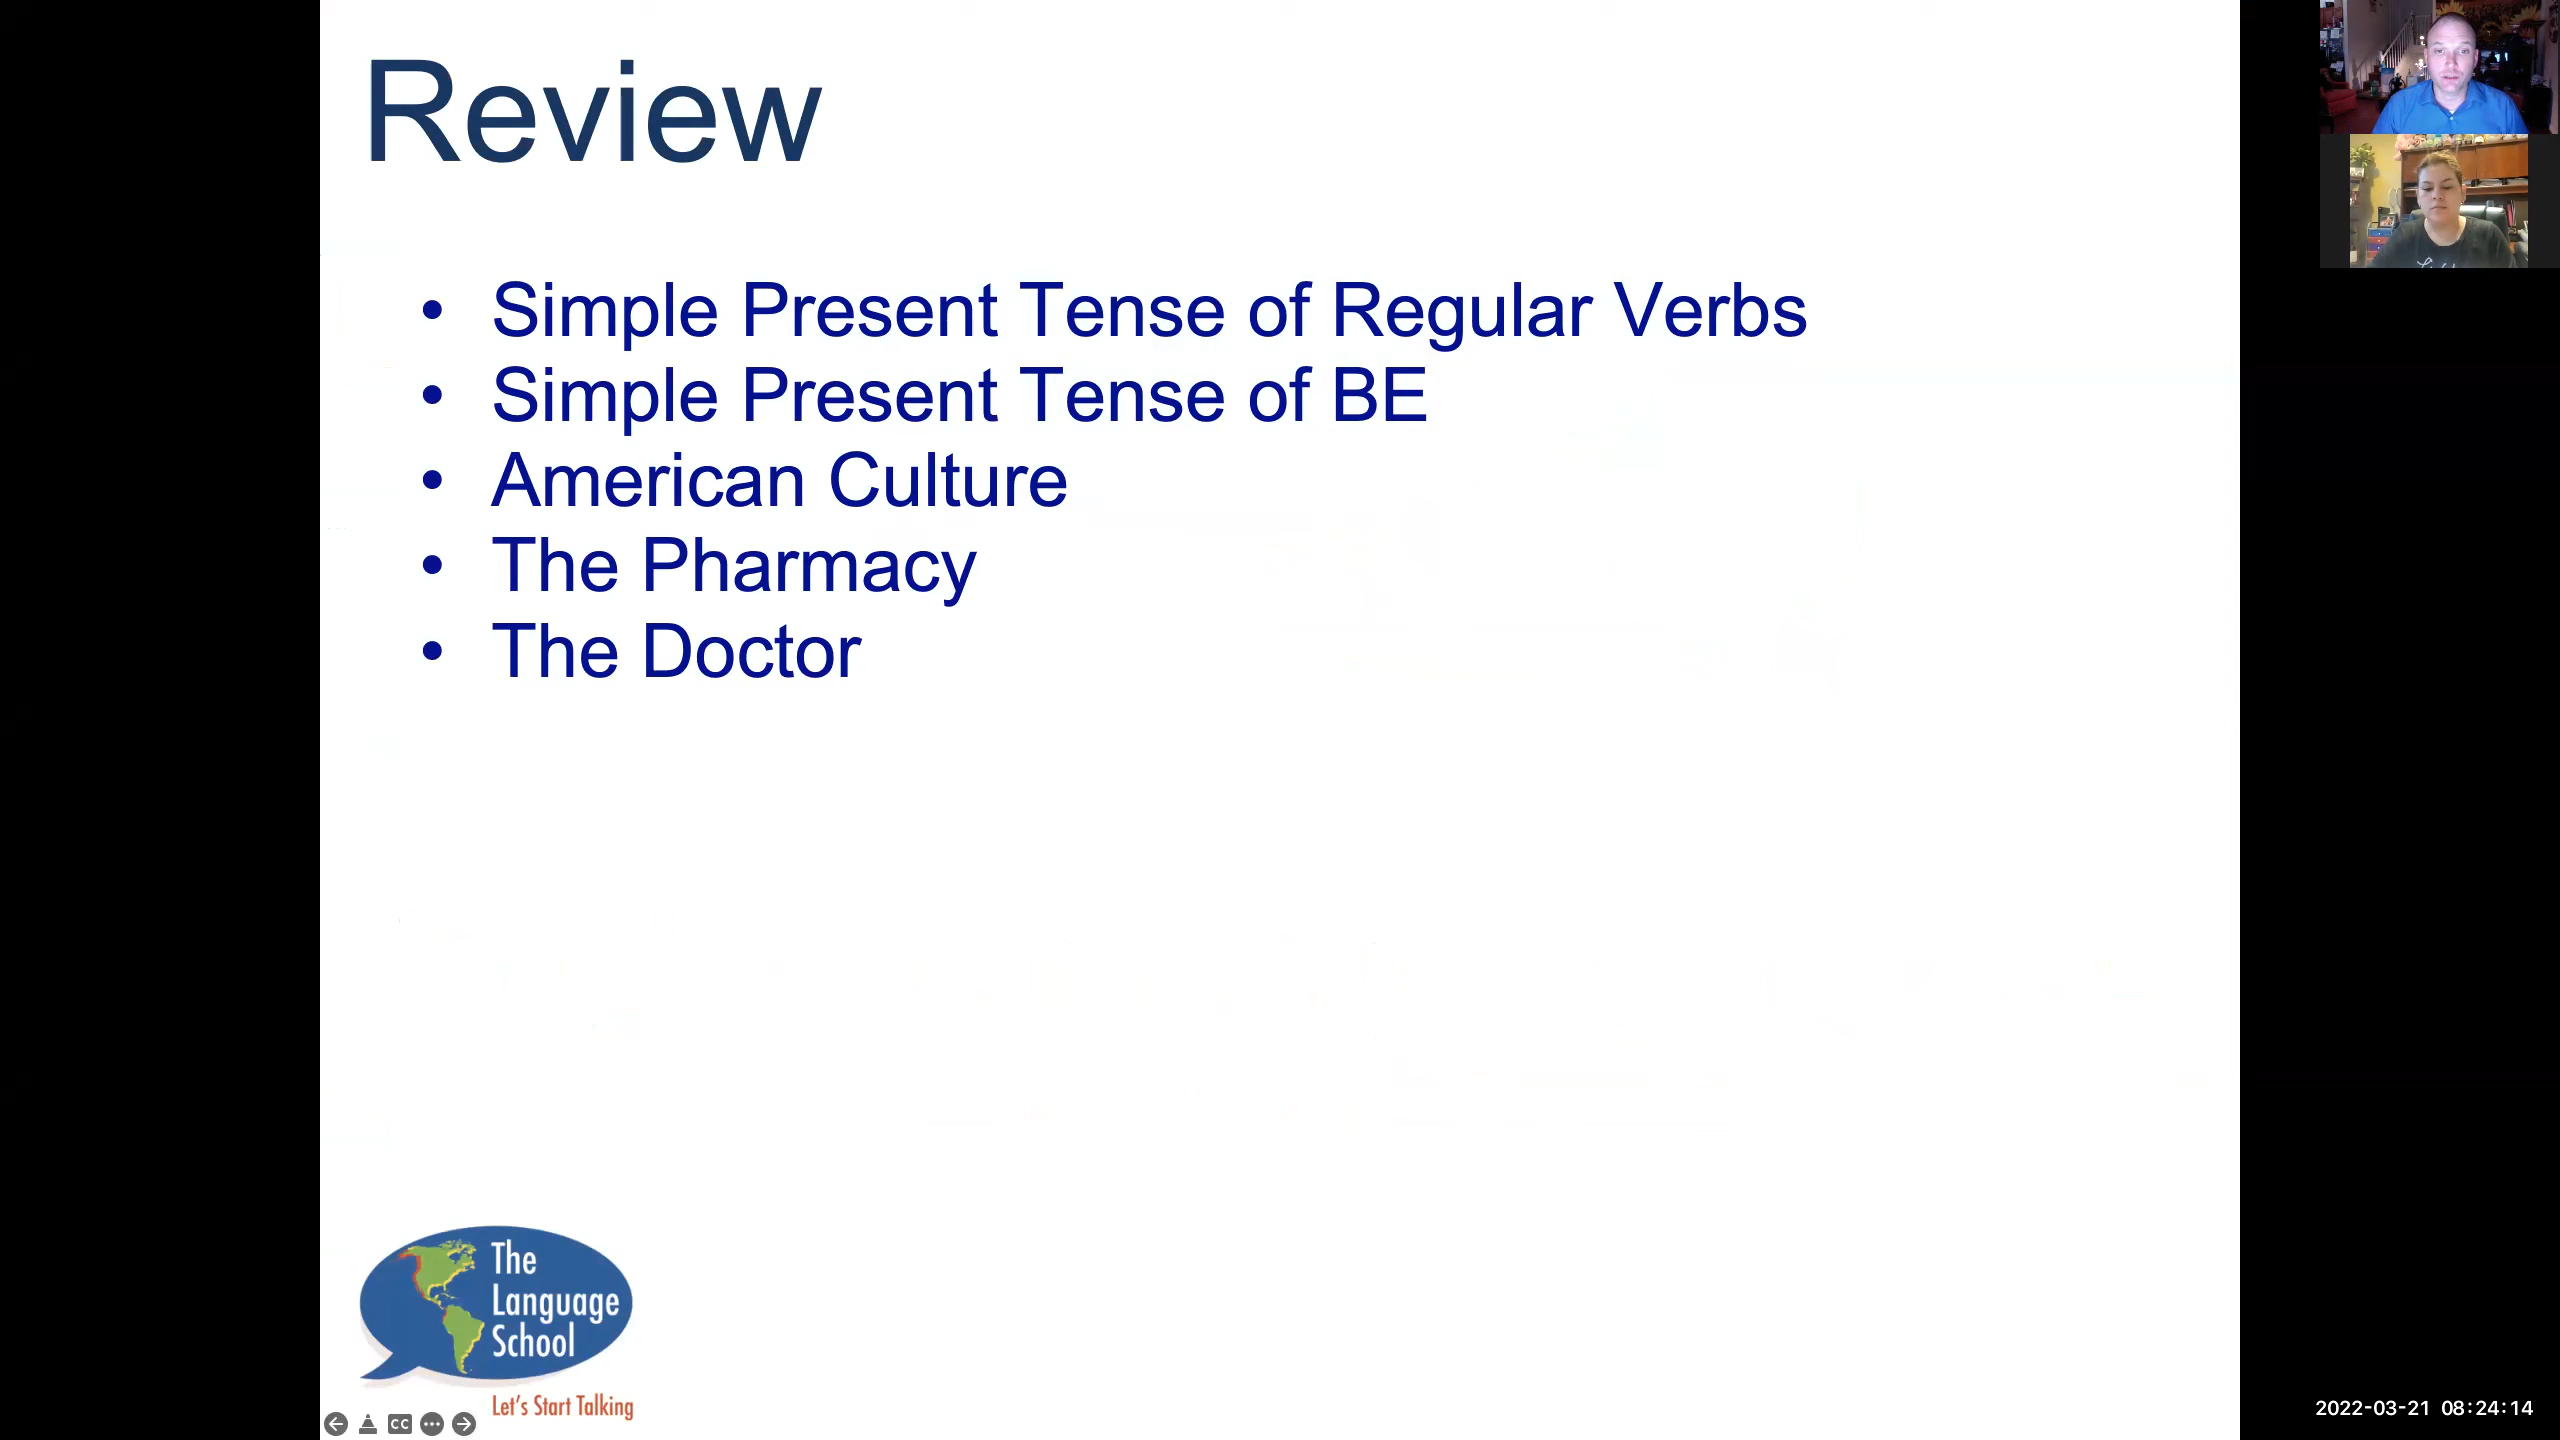 Review
• Simple Present Tense of Regular Verbs
• Simple Present Tense of BE
• American Culture
• The Pharmacy
• The Doctor
The
Language
School
Let's Start Talking
CC
2022-03-21 08:24:14